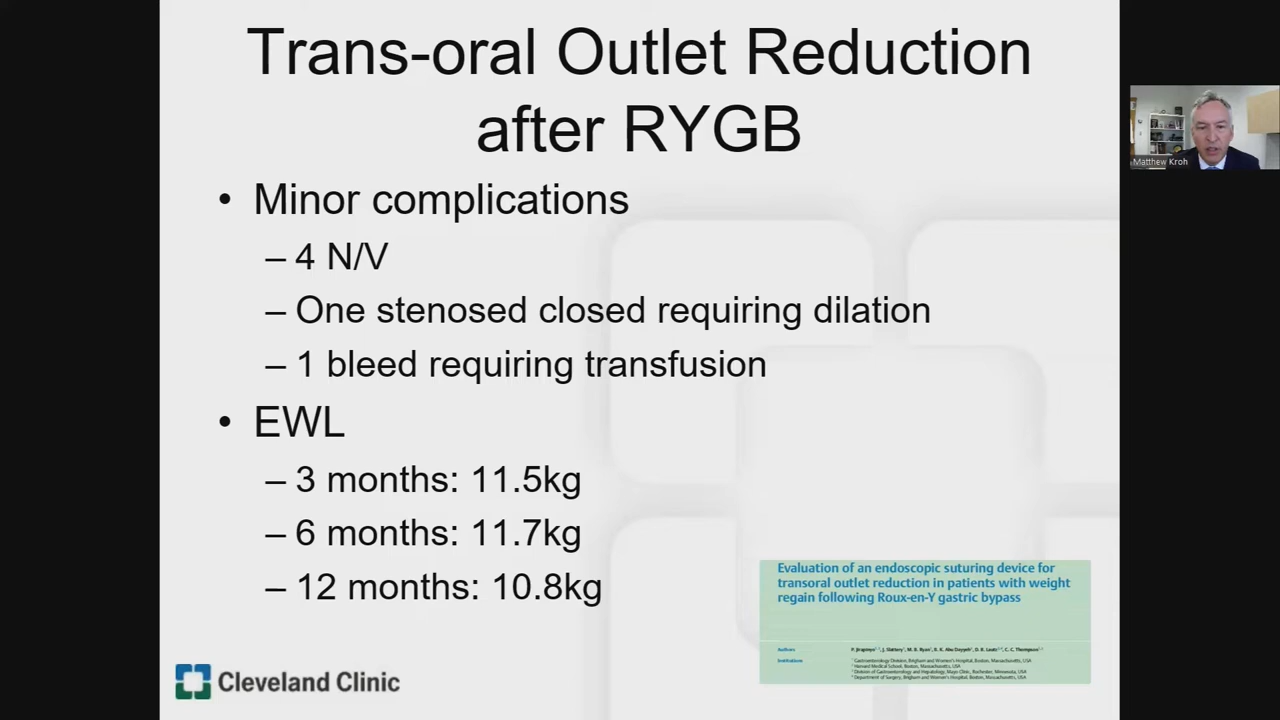 Trans-oral Outlet Reduction
after RYGB
• Minor complications
– 4 N/V
– One stenosed closed requiring dilation
– 1 bleed requiring transfusion
• EWL
– 3 months: 11.5kg
– 6 months: 11.7kg
– 12 months: 10.8kg
Evaluation of an endoscopic suturing device for
transoral outlet reduction in patients with weight
regain following Roux-en-Y gastric bypass
Authors
Institutions
Cleveland Clinic
Matthew Kroh